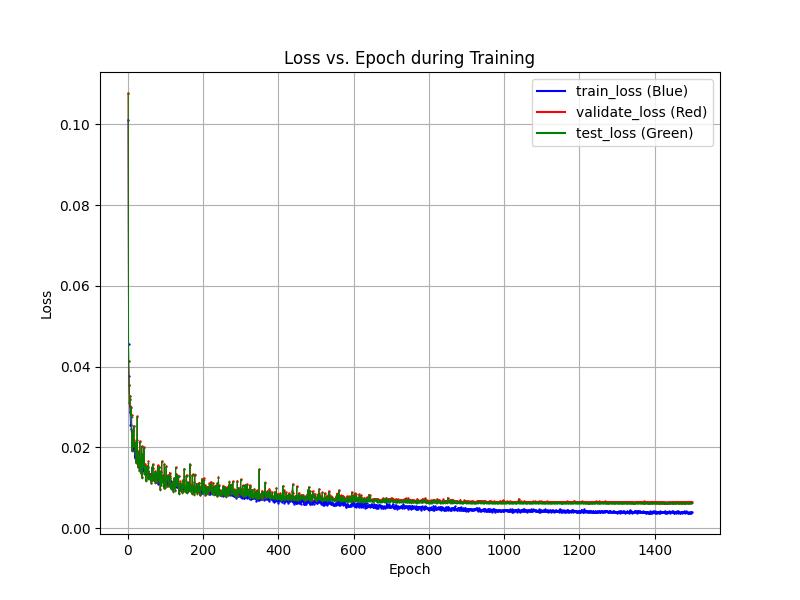 Loss vs. Epoch during Training
train_loss (Blue)
validate_loss (Red)
test_loss (Green)
Loss
0.10
0.08
0.06
0.04
0.02
0.00
0 200 400 600 800 1000 1200 1400
Epoch